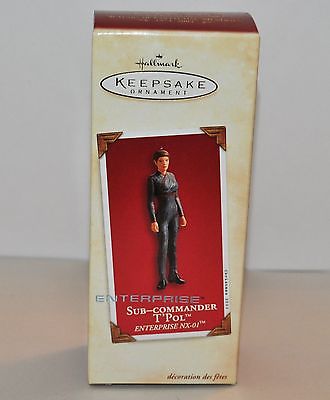 Hallmark
KEEPSAKE
ORNAMENT
ENTERPRISE
SUB-COMMANDER
T'POL™
ENTERPRISE NX-01™
décoration des fêtes